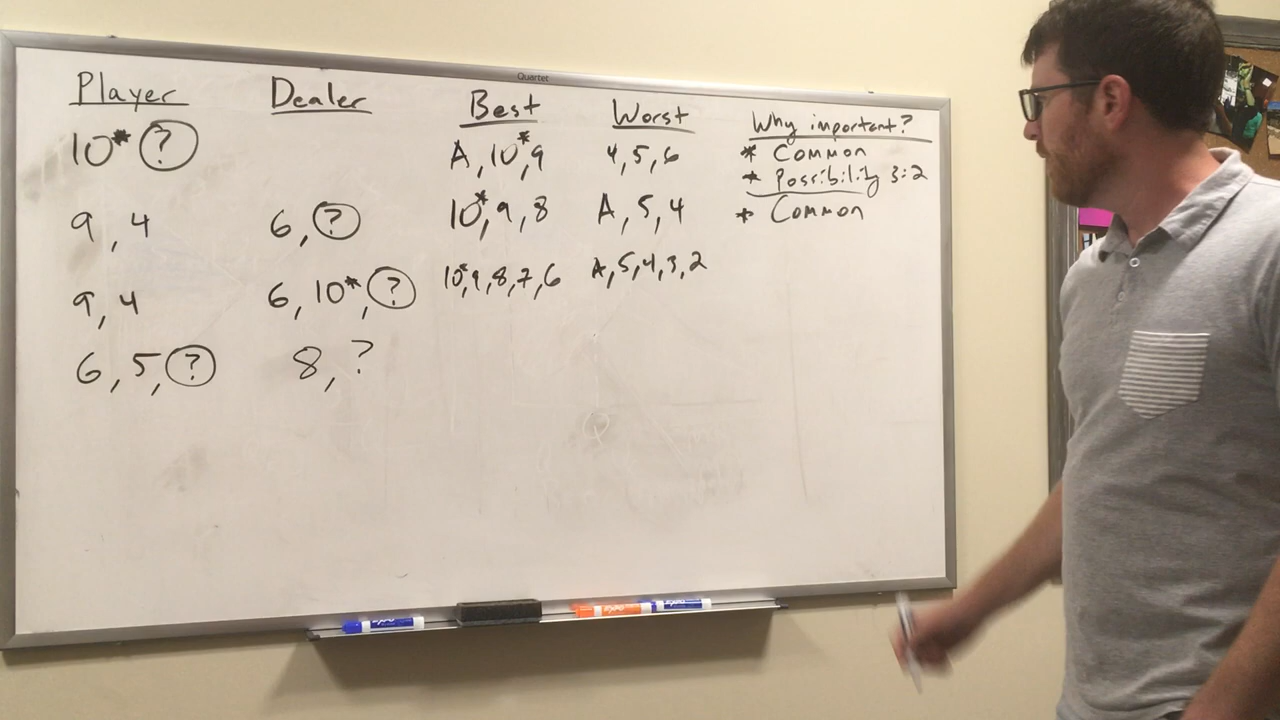 Quartet
Player Dealer Best Worst Why important?
10* ? A, 10*, 9 4, 5, 6 * Common
* Possibility 3:2
9, 4 6, ? 10*, 9, 8 A, 5, 4 * Common
9, 4 6, 10*, ? 10*, 9, 8, 7, 6 A, 5, 4, 3, 2
6, 5, ? 8, ?
EXPO